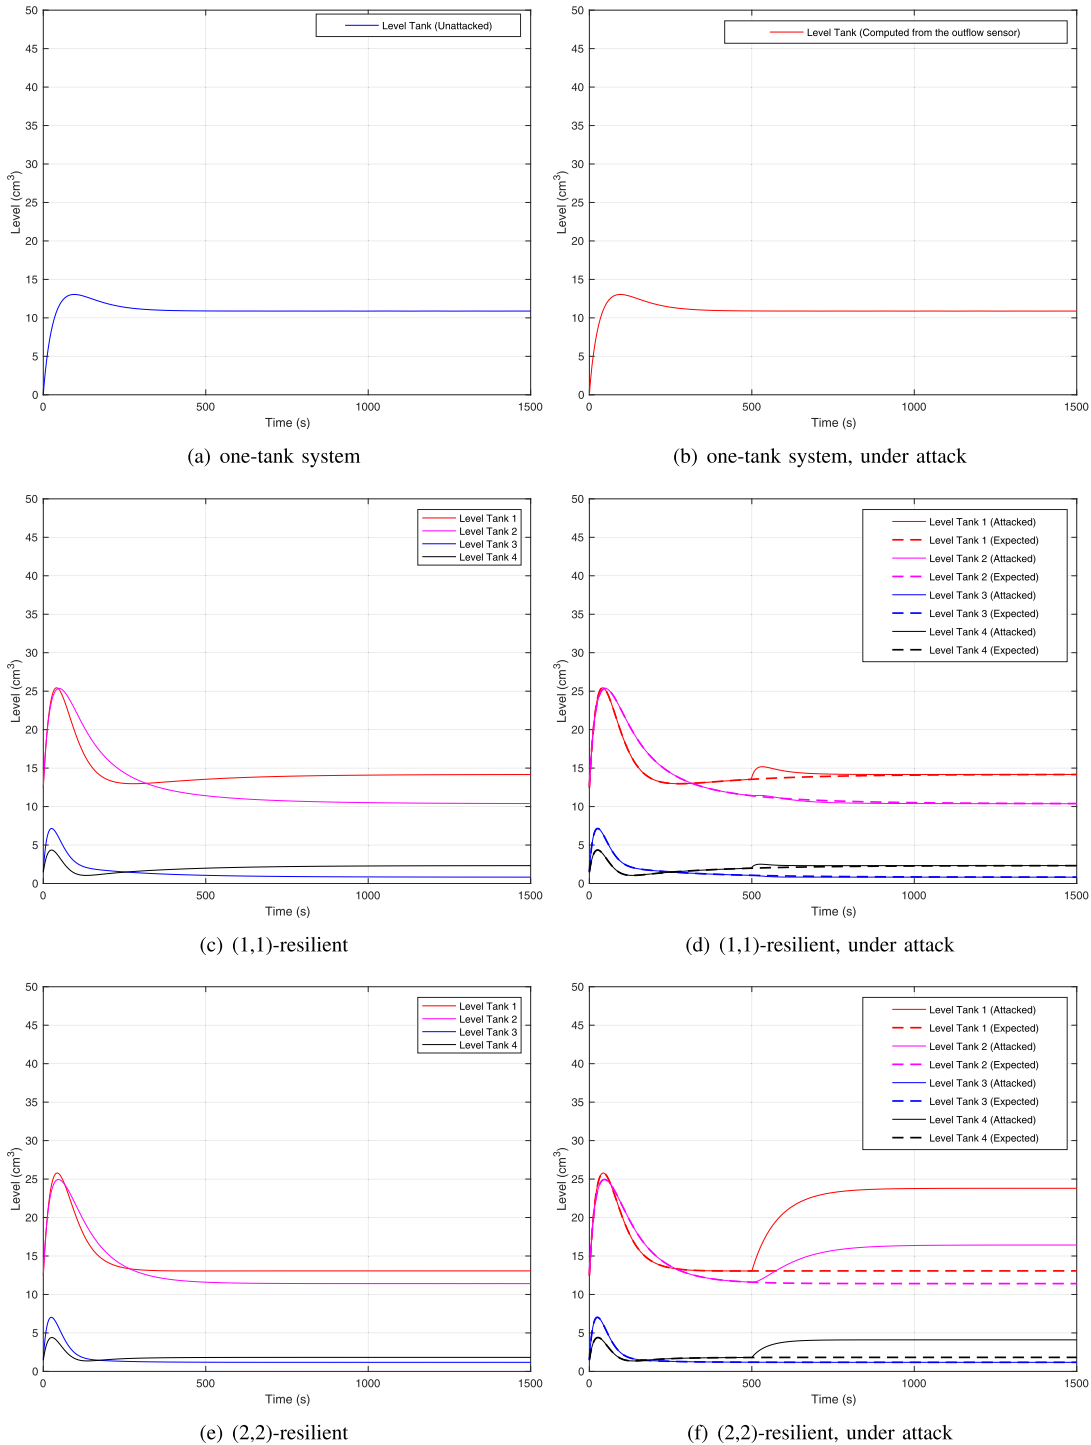 50
45
40
35
30
25
20
15
10
5
0
Level (cm3)
0 500 1000 1500
Time (s)
Level Tank (Unattacked)
(a) one-tank system
50
45
40
35
30
25
20
15
10
5
0
Level (cm3)
0 500 1000 1500
Time (s)
Level Tank (Computed from the outflow sensor)
(b) one-tank system, under attack
50
45
40
35
30
25
20
15
10
5
0
Level (cm3)
0 500 1000 1500
Time (s)
Level Tank 1
Level Tank 2
Level Tank 3
Level Tank 4
(c) (1,1)-resilient
50
45
40
35
30
25
20
15
10
5
0
Level (cm3)
0 500 1000 1500
Time (s)
Level Tank 1 (Attacked)
Level Tank 1 (Expected)
Level Tank 2 (Attacked)
Level Tank 2 (Expected)
Level Tank 3 (Attacked)
Level Tank 3 (Expected)
Level Tank 4 (Attacked)
Level Tank 4 (Expected)
(d) (1,1)-resilient, under attack
50
45
40
35
30
25
20
15
10
5
0
Level (cm3)
0 500 1000 1500
Time (s)
Level Tank 1
Level Tank 2
Level Tank 3
Level Tank 4
(e) (2,2)-resilient
50
45
40
35
30
25
20
15
10
5
0
Level (cm3)
0 500 1000 1500
Time (s)
Level Tank 1 (Attacked)
Level Tank 1 (Expected)
Level Tank 2 (Attacked)
Level Tank 2 (Expected)
Level Tank 3 (Attacked)
Level Tank 3 (Expected)
Level Tank 4 (Attacked)
Level Tank 4 (Expected)
(f) (2,2)-resilient, under attack